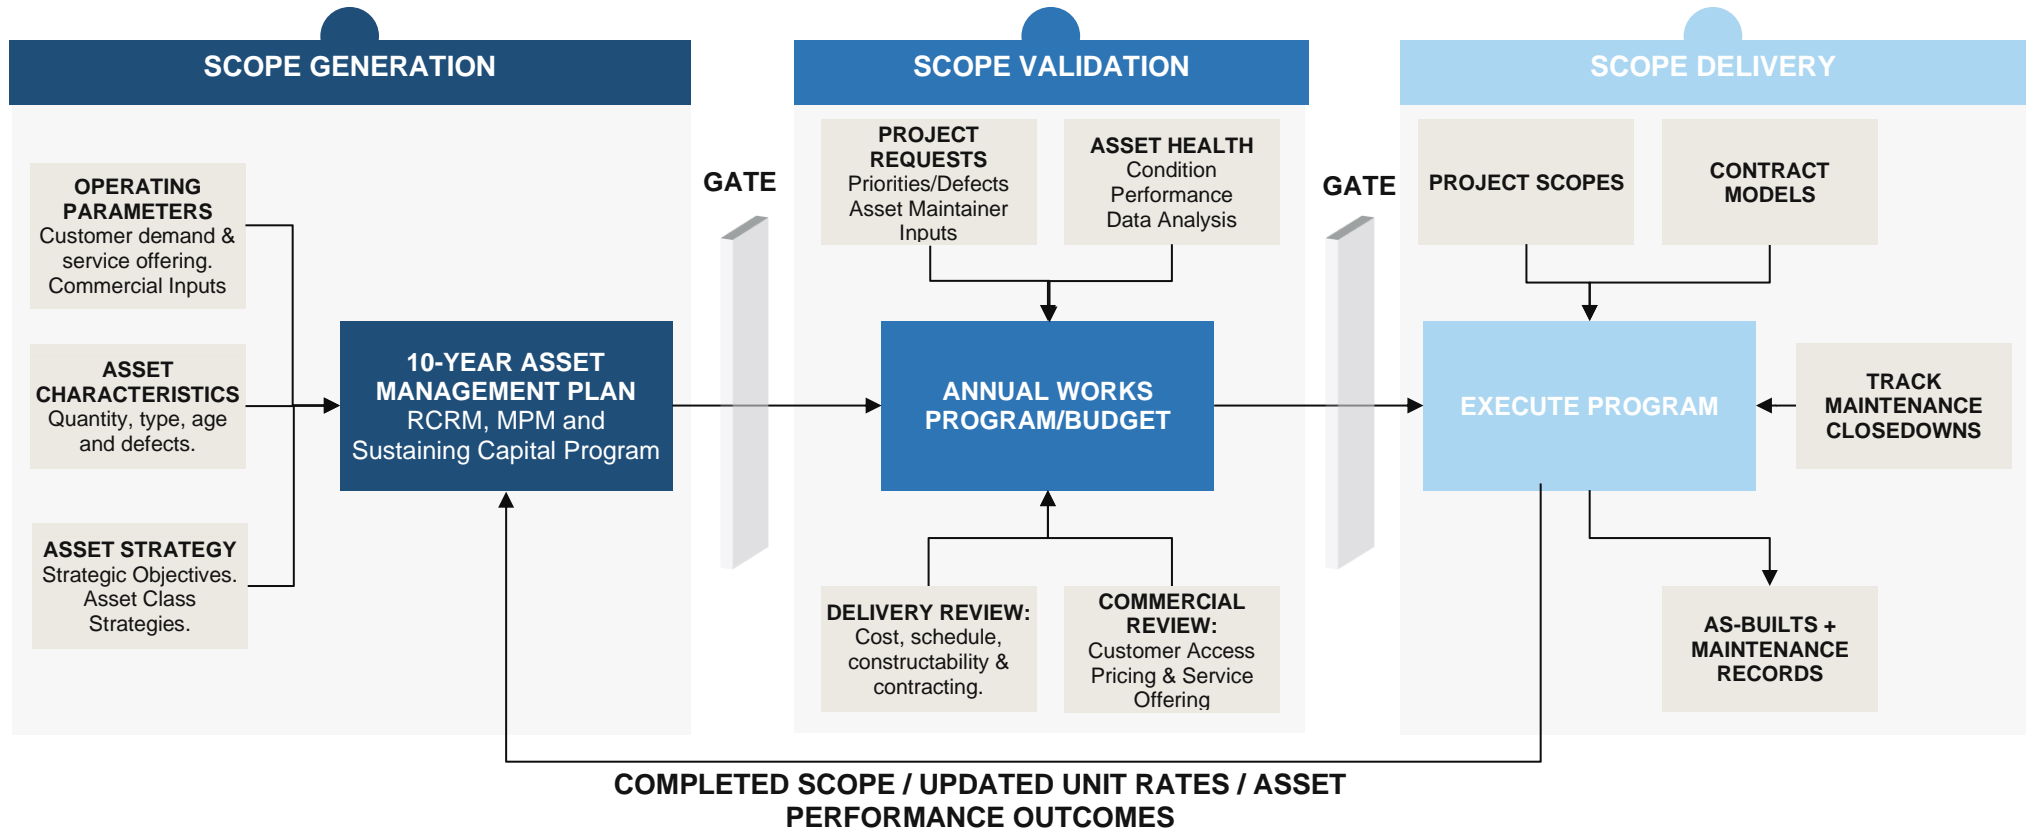 SCOPE GENERATION
OPERATING
PARAMETERS
Customer demand &
service offering.
Commercial Inputs
ASSET
CHARACTERISTICS
Quantity, type, age
and defects.
ASSET STRATEGY
Strategic Objectives.
Asset Class
Strategies.
10-YEAR ASSET
MANAGEMENT PLAN
RCRM, MPM and
Sustaining Capital Program
GATE
SCOPE VALIDATION
PROJECT
REQUESTS
Priorities/Defects
Asset Maintainer
Inputs
ASSET HEALTH
Condition
Performance
Data Analysis
ANNUAL WORKS
PROGRAM/BUDGET
DELIVERY REVIEW:
Cost, schedule,
constructability &
contracting.
COMMERCIAL
REVIEW:
Customer Access
Pricing & Service
Offering
GATE
SCOPE DELIVERY
PROJECT SCOPES
CONTRACT
MODELS
EXECUTE PROGRAM
TRACK
MAINTENANCE
CLOSEDOWNS
AS-BUILTS +
MAINTENANCE
RECORDS
COMPLETED SCOPE / UPDATED UNIT RATES / ASSET
PERFORMANCE OUTCOMES